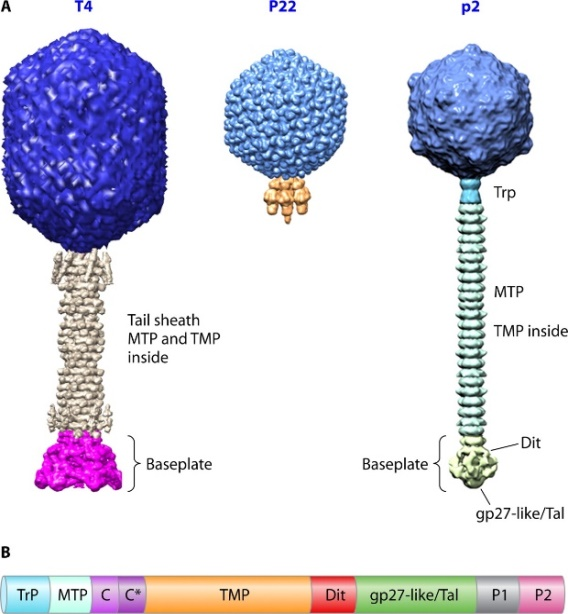 A
T4
P22
p2
Trp
MTP
TMP inside
Tail sheath
MTP and TMP
inside
Baseplate
Baseplate
Dit
gp27-like/Tal
B
TrP MTP C C* TMP Dit gp27-like/Tal P1 P2